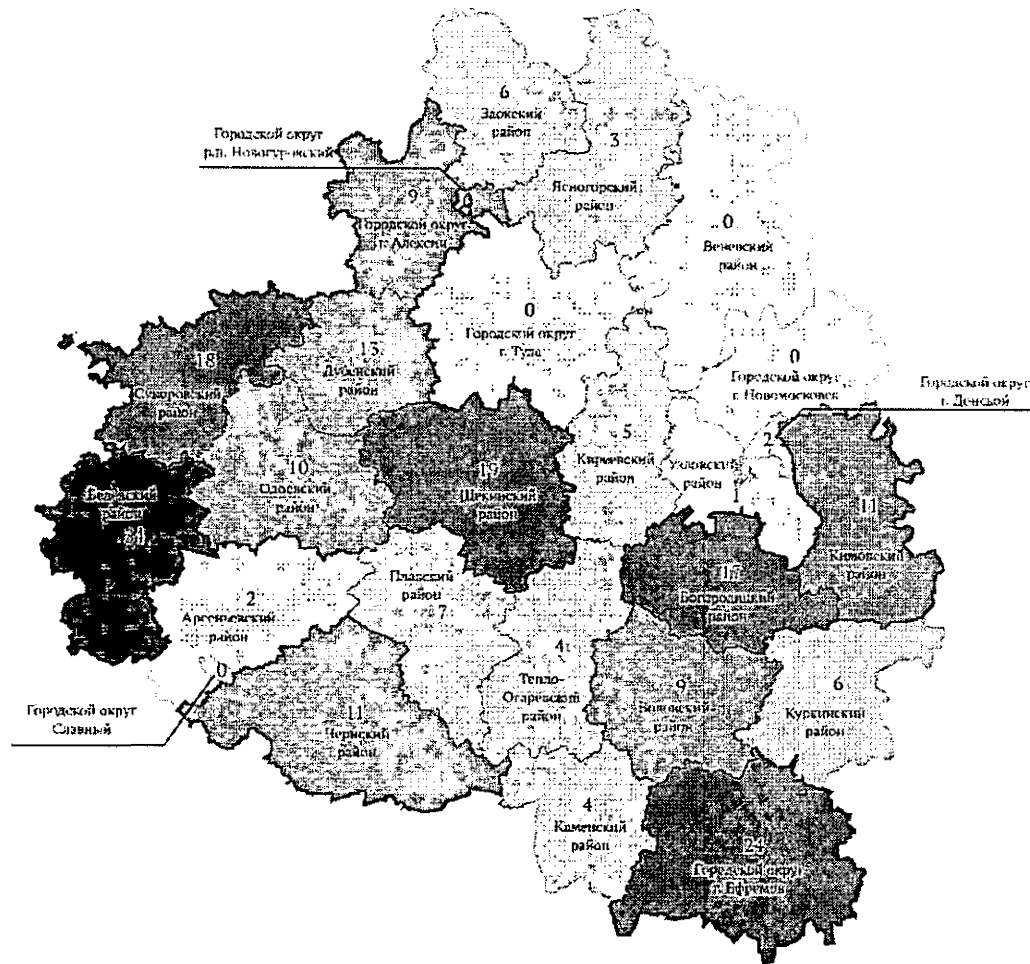 6
Заокский
район
Городской округ
р.п. Новогуровский
3
Ясногорский
район
9
Городской округ
г. Алексин
0
0
Веневский
район
0
Городской округ
г. Тула
0
Городской округ
г. Новомосковск
Городской округ
г. Донской
18
Суворовский
район
13
Дубенский
район
5
Киреевский
район
Узловский
район
2
10
Одоевский
район
19
Щекинский
район
11
Кимовский
район
Белевский
район
34
Богородицкий
район
2
Арсеньевский
район
Плавский
район
7
4
Тепло-
Огаревский
район
9
Воловский
район
6
Куркинский
район
0
Городской округ
Славный
11
Чернский
район
4
Каменский
район
24
Городской округ
г. Ефремов